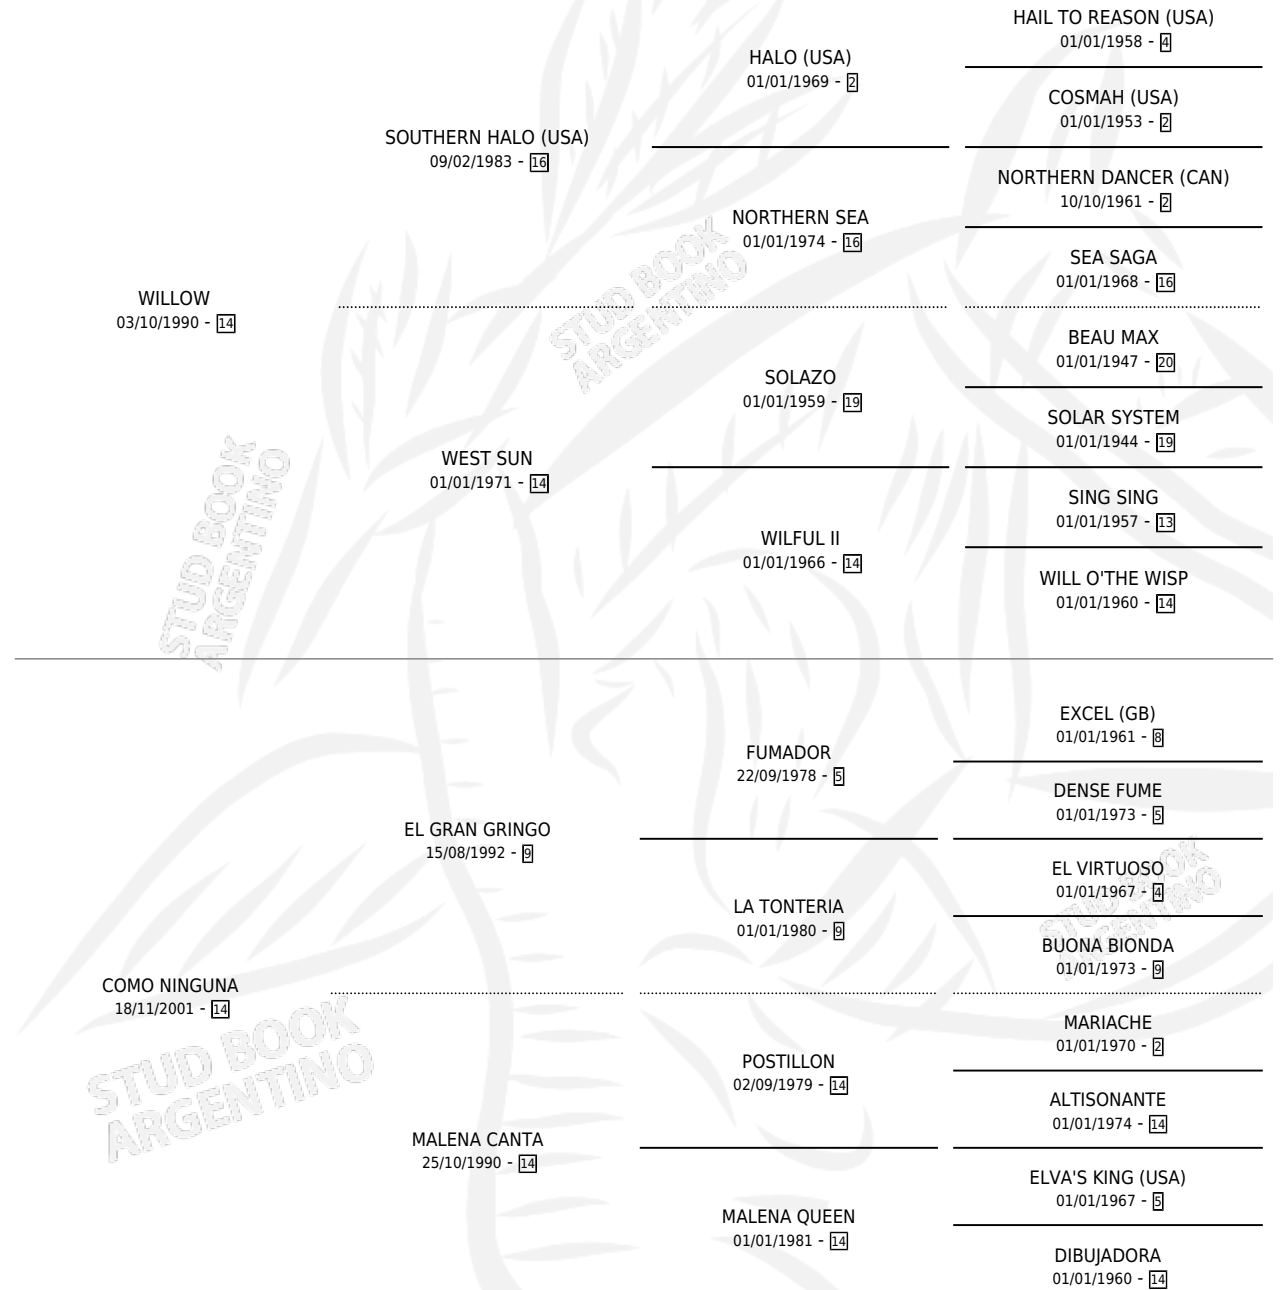 HAIL TO REASON (USA)
01/01/1958 - 4
HALO (USA)
01/01/1969 - 2
COSMAH (USA)
01/01/1953 - 2
SOUTHERN HALO (USA)
09/02/1983 - 16
NORTHERN DANCER (CAN)
10/10/1961 - 2
NORTHERN SEA
01/01/1974 - 16
SEA SAGA
01/01/1968 - 16
WILLOW
03/10/1990 - 14
BEAU MAX
01/01/1947 - 20
SOLAZO
01/01/1959 - 19
SOLAR SYSTEM
01/01/1944 - 19
WEST SUN
01/01/1971 - 14
SING SING
01/01/1957 - 13
WILFUL II
01/01/1966 - 14
WILL O'THE WISP
01/01/1960 - 14
STUD BOOK
ARGENTINO
STUD BOOK
ARGENTINO
EXCEL (GB)
01/01/1961 - 8
FUMADOR
22/09/1978 - 5
DENSE FUME
01/01/1973 - 5
EL GRAN GRINGO
15/08/1992 - 9
EL VIRTUOSO
01/01/1967 - 4
LA TONTERIA
01/01/1980 - 9
BUONA BIONDA
01/01/1973 - 9
COMO NINGUNA
18/11/2001 - 14
MARIACHE
01/01/1970 - 2
POSTILLON
02/09/1979 - 14
ALTISONANTE
01/01/1974 - 14
MALENA CANTA
25/10/1990 - 14
ELVA'S KING (USA)
01/01/1967 - 5
MALENA QUEEN
01/01/1981 - 14
DIBUJADORA
01/01/1960 - 14
STUD BOOK
ARGENTINO
STUD BOOK
ARGENTINO